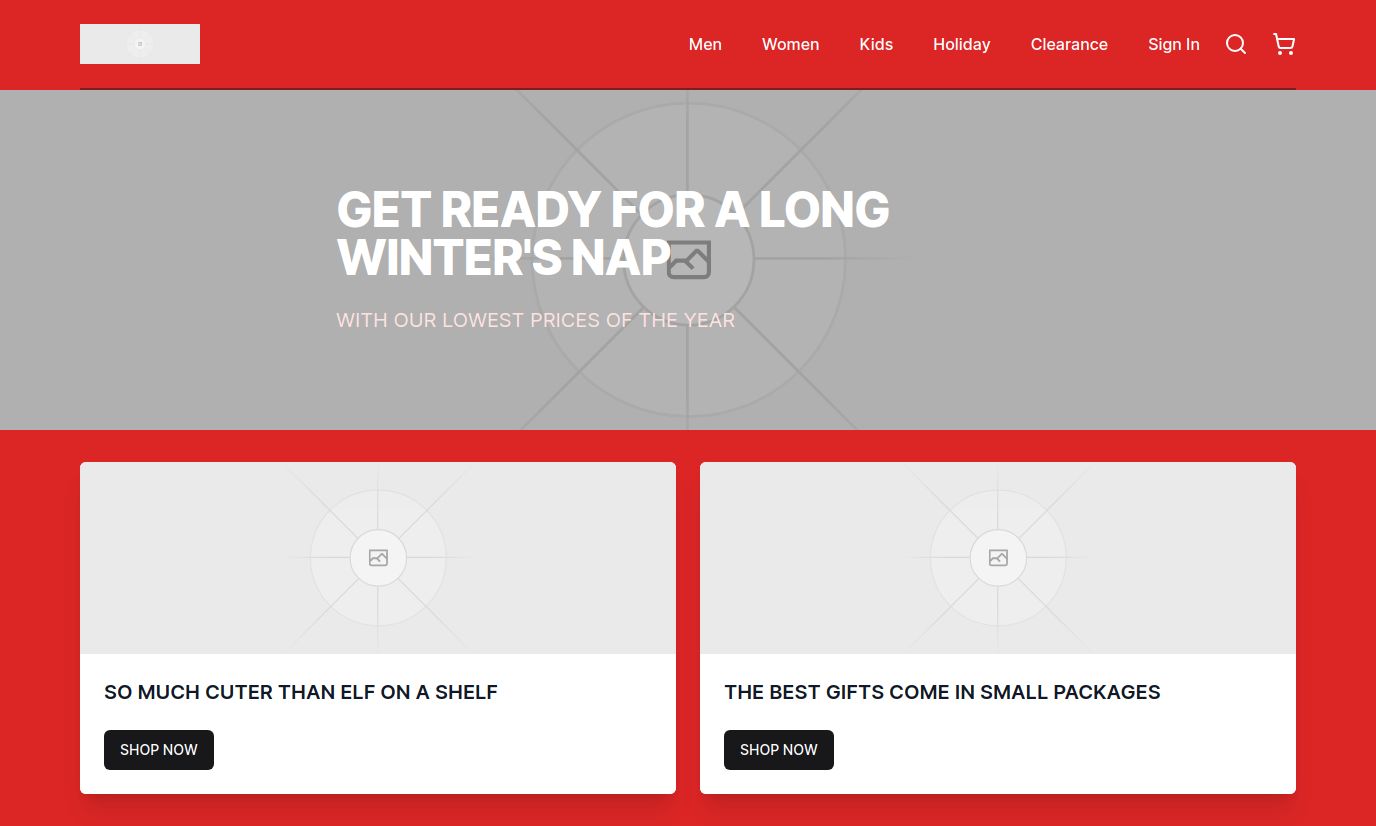 Men Women Kids Holiday Clearance Sign In
GET READY FOR A LONG
WINTER'S NAP
WITH OUR LOWEST PRICES OF THE YEAR
SO MUCH CUTER THAN ELF ON A SHELF
SHOP NOW
THE BEST GIFTS COME IN SMALL PACKAGES
SHOP NOW